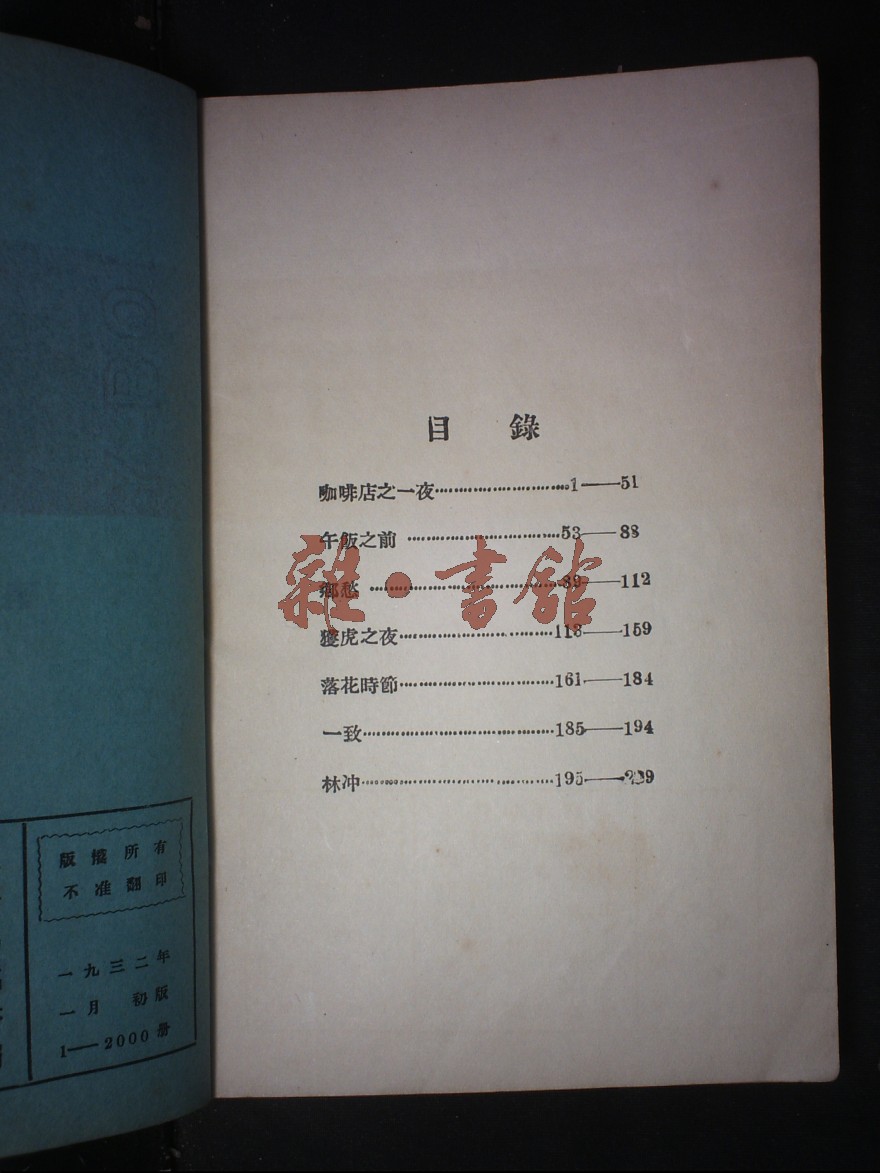 目 錄
咖啡店之一夜…………………………1——51
午飯之前…………………………53——88
鄉愁…………………………89——112
獲虎之夜…………………………113——159
落花時節…………………………161——184
一致…………………………185——194
林冲…………………………195——229
雜·書館
版權所有
不准翻印
一九三二年
一月 初版
1——2000册